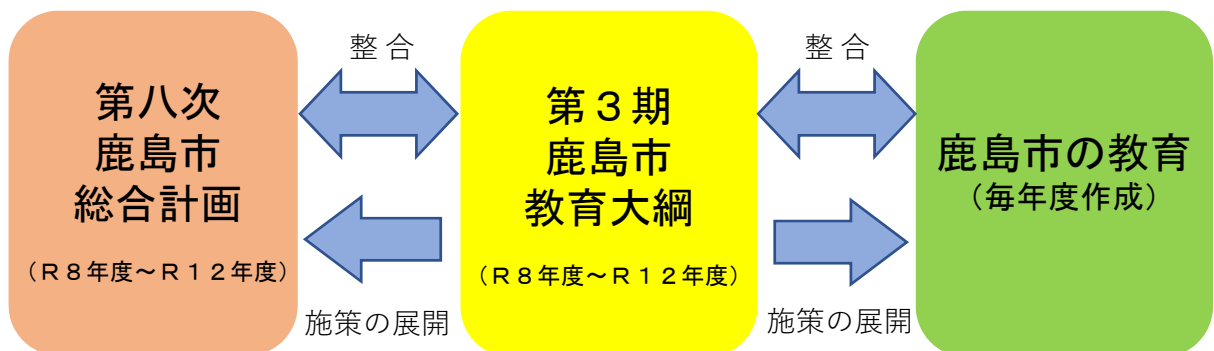 第八次
鹿島市
総合計画
（Ｒ８年度～Ｒ１２年度）
整 合
施策の展開
第３期
鹿島市
教育大綱
（Ｒ８年度～Ｒ１２年度）
整 合
施策の展開
鹿島市の教育
（毎年度作成）